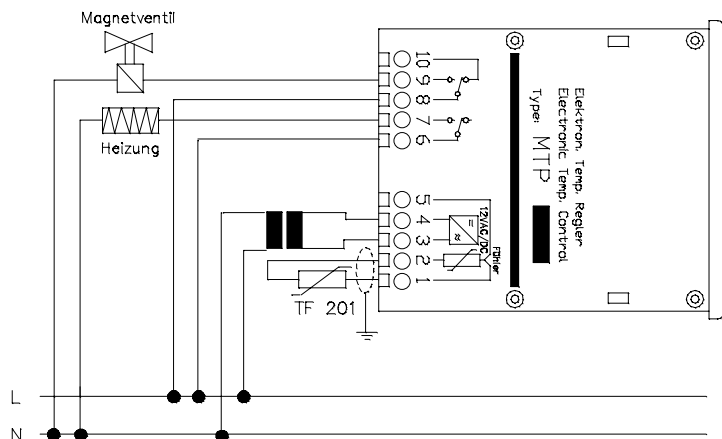 Magnetventil
Heizung
TF 201
L
N
10
9
8
7
6
5
4
3
2
1
12VAC/DC
Fühler
Elektron. Temp. Regler
Electronic Temp. Control
Type: MTP